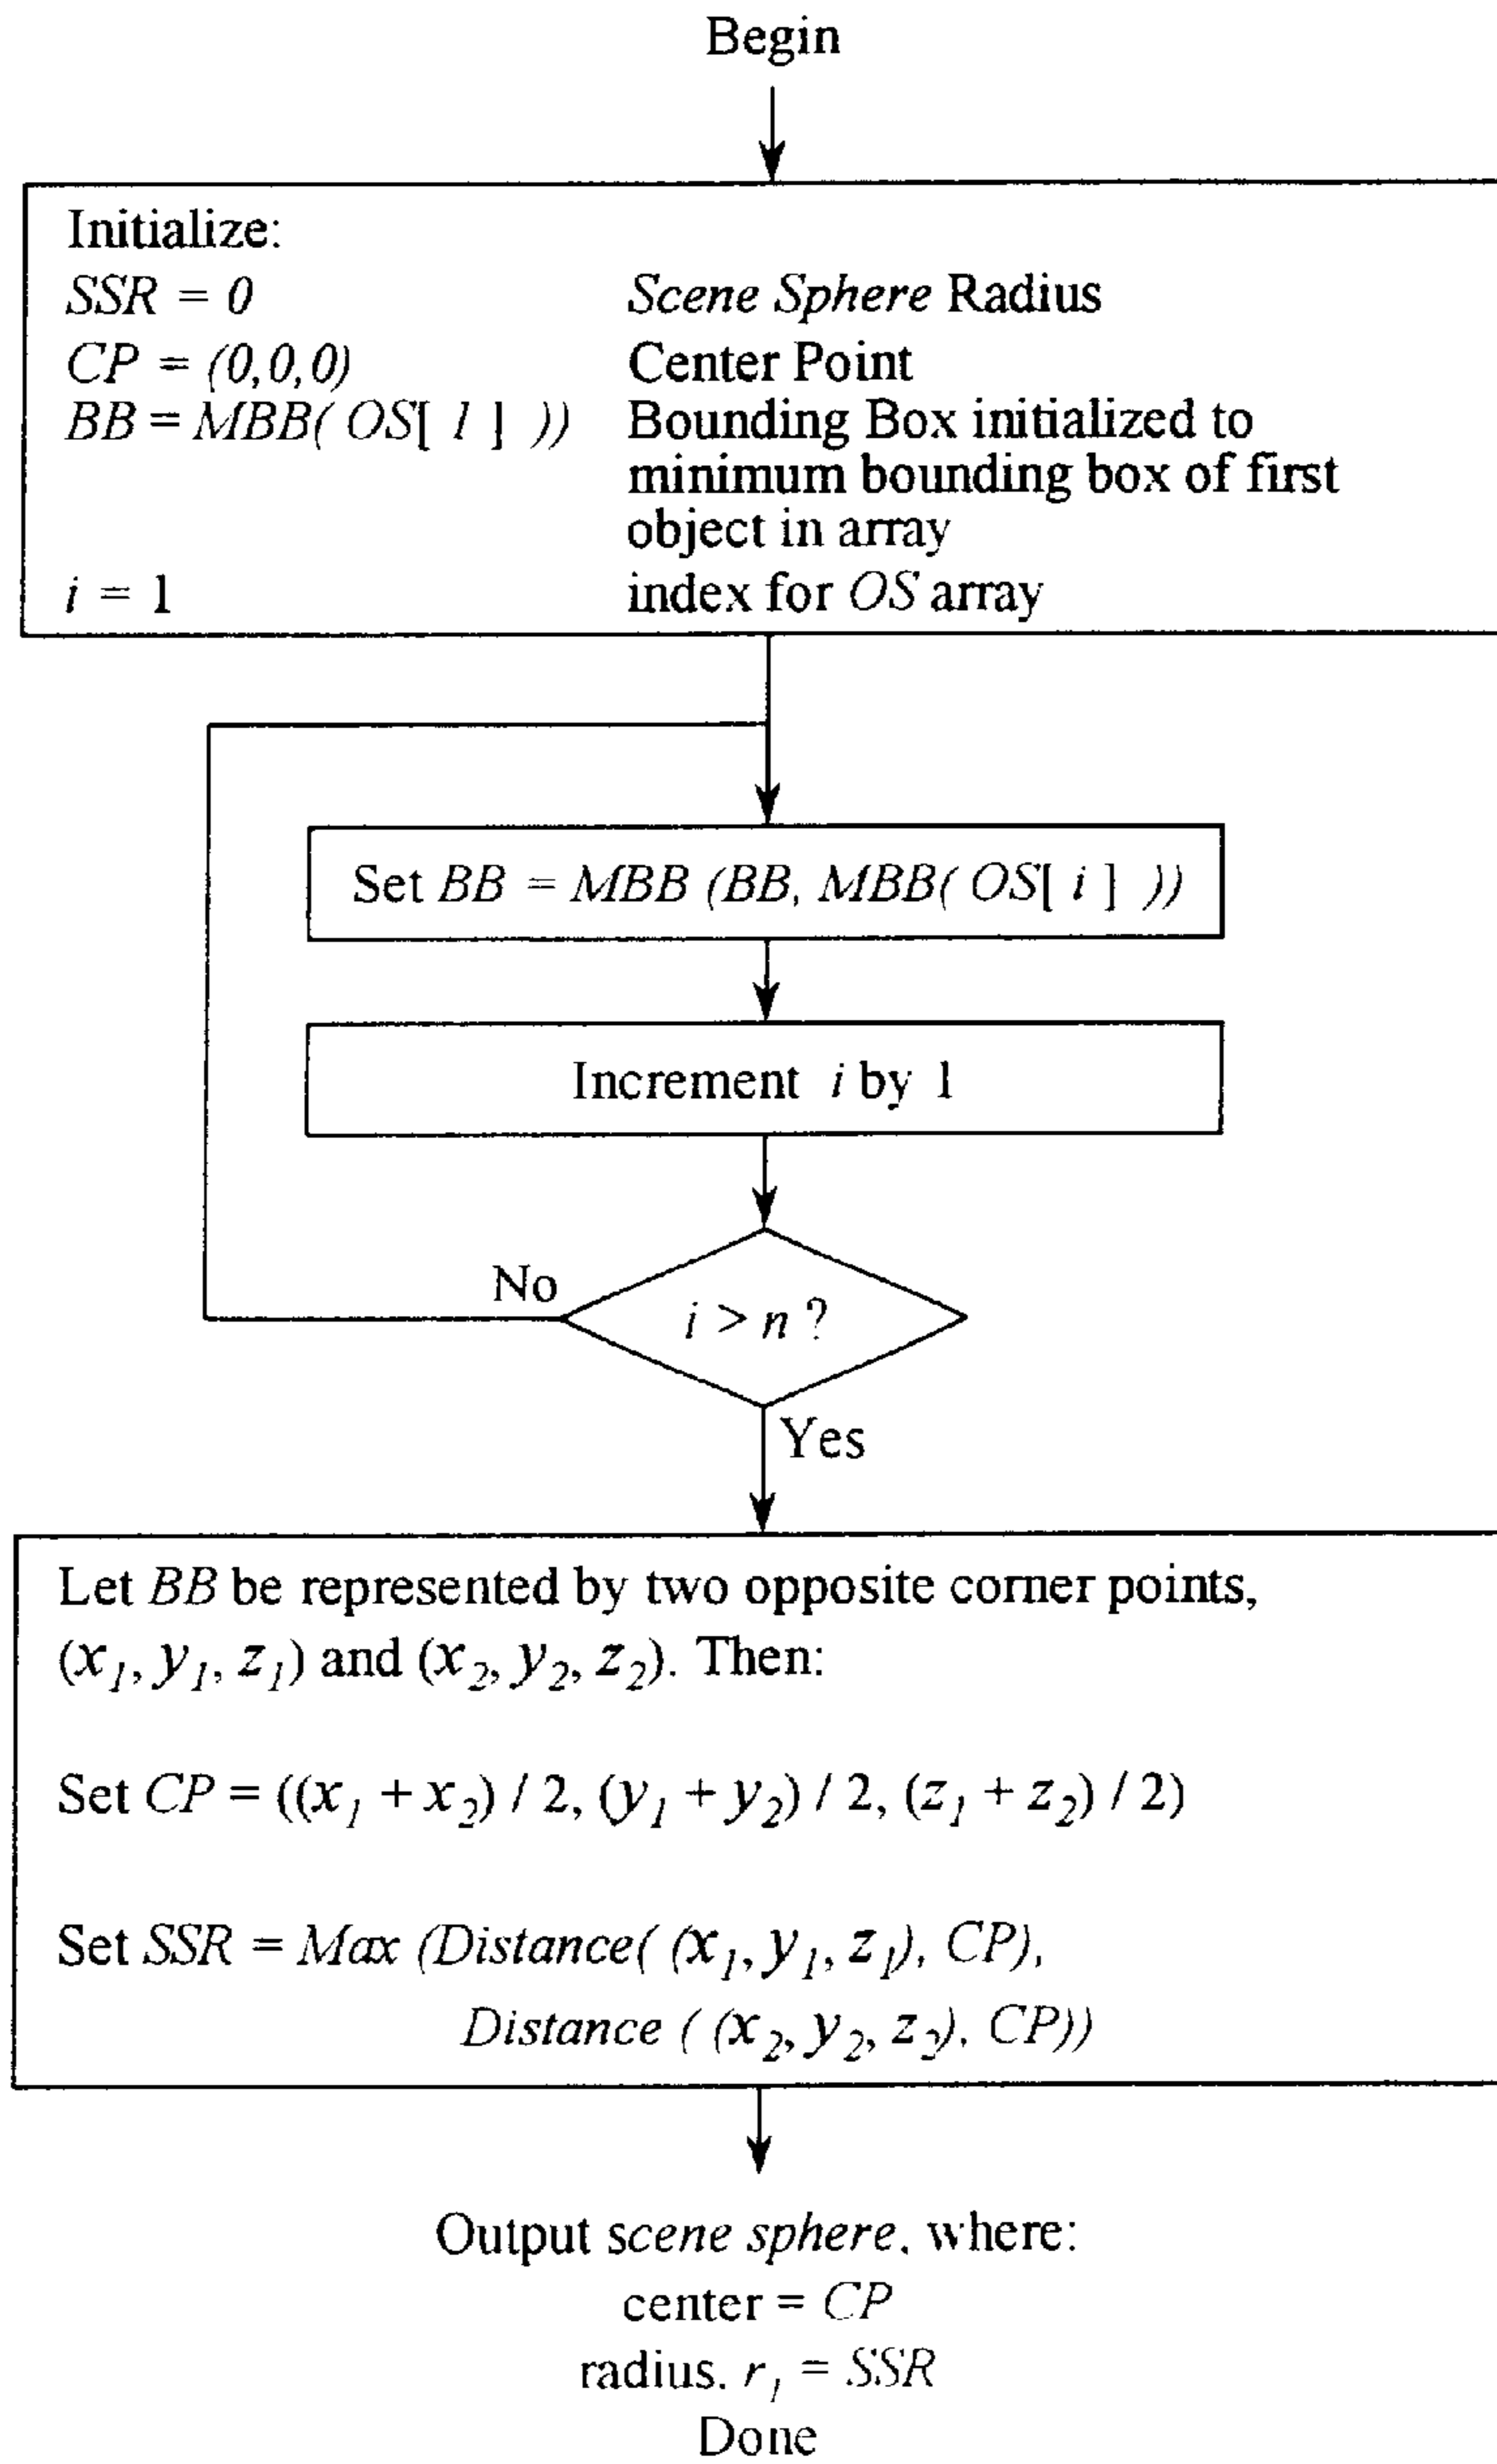 Begin
Initialize:
SSR = 0 Scene Sphere Radius
CP = (0,0,0) Center Point
BB = MBB( OS[ 1 ] )) Bounding Box initialized to
minimum bounding box of first
object in array
i = 1 index for OS array
Set BB = MBB (BB, MBB( OS[ i ] ))
Increment i by 1
No
i > n ?
Yes
Let BB be represented by two opposite corner points,
(x₁, y₁, z₁) and (x₂, y₂, z₂). Then:
Set CP = ((x₁ + x₂) / 2, (y₁ + y₂) / 2, (z₁ + z₂) / 2)
Set SSR = Max (Distance( (x₁, y₁, z₁), CP),
Distance ( (x₂, y₂, z₂), CP))
Output scene sphere, where:
center = CP
radius, r₁ = SSR
Done